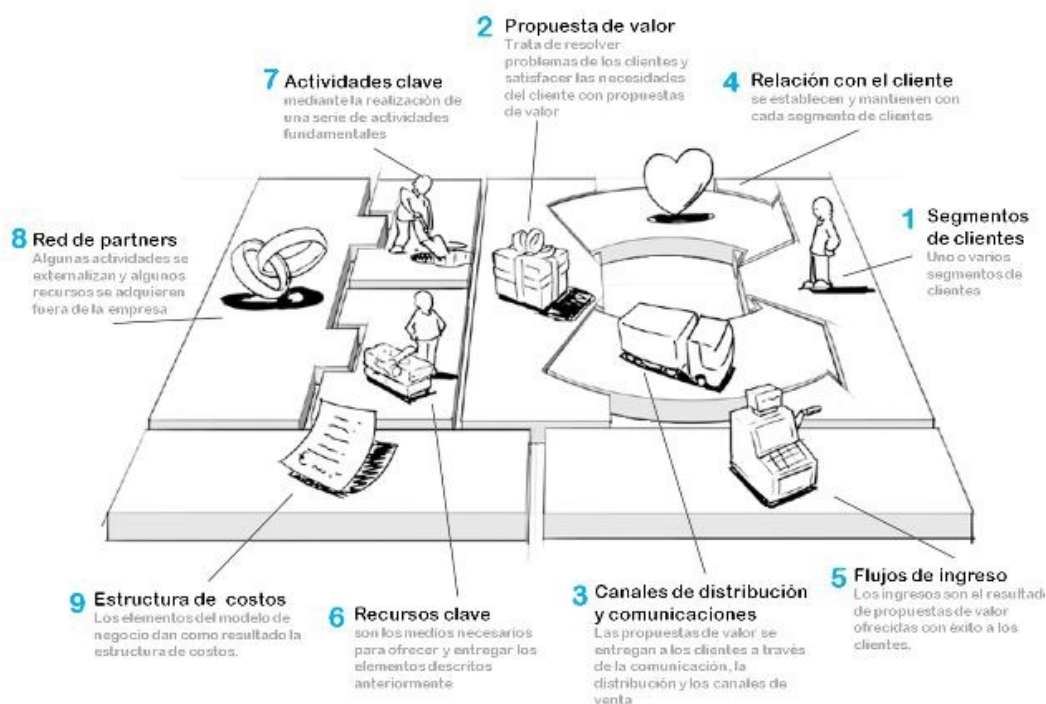 2 Propuesta de valor
Trata de resolver
problemas de los clientes y
satisfacer las necesidades
del cliente con propuestas
de valor
7 Actividades clave
mediante la realización de
una serie de actividades
fundamentales
4 Relación con el cliente
se establecen y mantienen con
cada segmento de clientes
8 Red de partners
Algunas actividades se
externalizan y algunos
recursos se adquieren
fuera de la empresa
1 Segmentos
de clientes
Uno o varios
segmentos de
clientes
9 Estructura de costos
Los elementos del modelo de
negocio dan como resultado la
estructura de costos.
6 Recursos clave
son los medios necesarios
para ofrecer y entregar los
elementos descritos
anteriormente
3 Canales de distribución
y comunicaciones
Las propuestas de valor se
entregan a los clientes a través
de la comunicación, la
distribución y los canales de
venta
5 Flujos de ingreso
Los ingresos son el resultado
de propuestas de valor
ofrecidas con éxito a los
clientes.